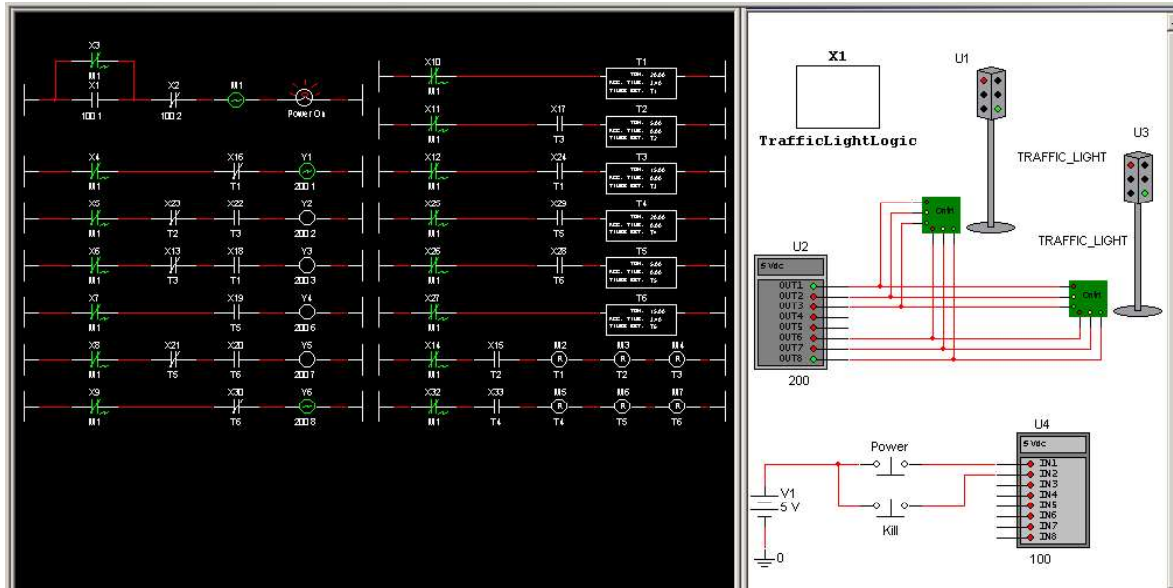 X3
M1
X1
100 1
X2
100 2
M1
Power On
X4
M1
X16
T1
Y1
200 1
X5
M1
X23
T2
X22
T3
Y2
200 2
X6
M1
X13
T3
X18
T1
Y3
200 3
X7
M1
X19
T5
Y4
200 6
X8
M1
X21
T5
X20
T6
Y5
200 7
X9
M1
X30
T6
Y6
200 8
X10
M1
T1
X11
M1
X17
T3
T2
X12
M1
X24
T1
T3
X25
M1
X29
T5
T4
X26
M1
X28
T6
T5
X27
M1
T6
X14
M1
X15
T2
M2
R
T1
M3
R
T2
M4
R
T3
X32
M1
X33
T4
M5
R
T4
M6
R
T5
M7
R
T6
X1
TrafficLightLogic
U1
TRAFFIC_LIGHT
U3
TRAFFIC_LIGHT
Cntrl
Cntrl
U2
5 Vdc
OUT1
OUT2
OUT3
OUT4
OUT5
OUT6
OUT7
OUT8
200
Power
Kill
V1
5 V
0
U4
5 Vdc
IN1
IN2
IN3
IN4
IN5
IN6
IN7
IN8
100